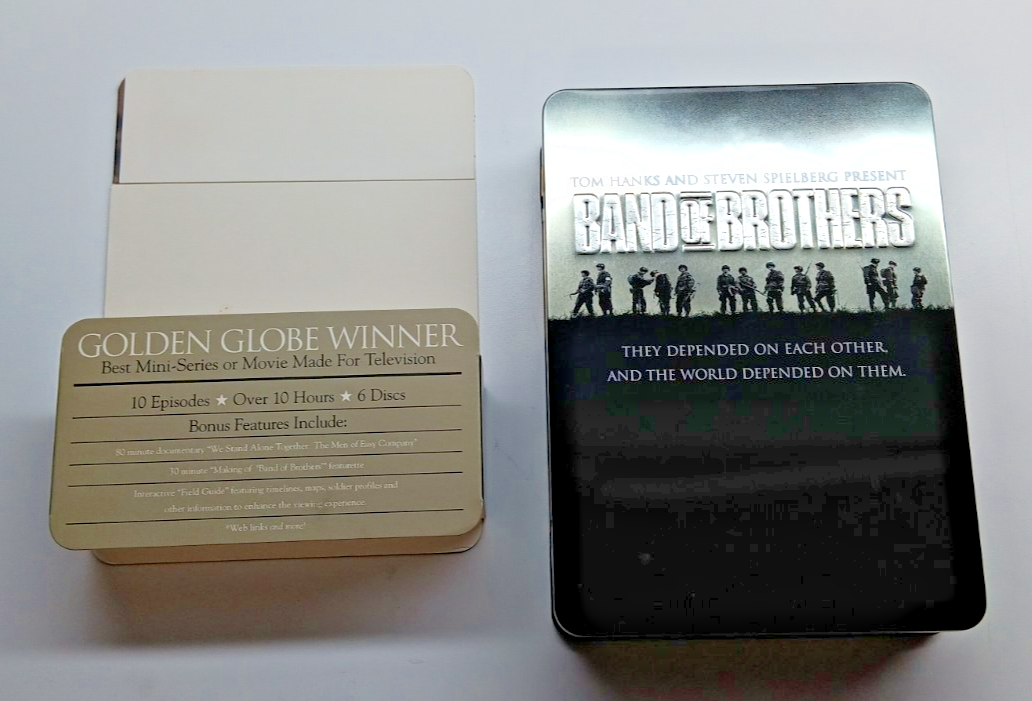 GOLDEN GLOBE WINNER
Best Mini-Series or Movie Made For Television
10 Episodes ★ Over 10 Hours ★ 6 Discs
Bonus Features Include:
80 minute documentary "We Stand Alone Together: The Men of Easy Company"
30 minute "Making of 'Band of Brothers'" featurette
Interactive "Field Guide" featuring timelines, maps, soldier profiles and
other information to enhance the viewing experience
*Web links and more!
TOM HANKS AND STEVEN SPIELBERG PRESENT
BAND OF BROTHERS
THEY DEPENDED ON EACH OTHER,
AND THE WORLD DEPENDED ON THEM.